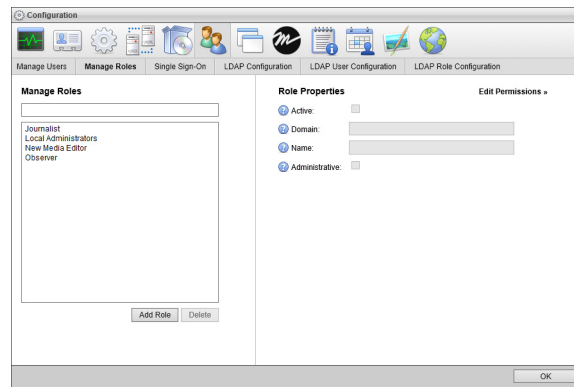 Configuration
Manage Users Manage Roles Single Sign-On LDAP Configuration LDAP User Configuration LDAP Role Configuration
Manage Roles
Journalist
Local Administrators
New Media Editor
Observer
Add Role Delete
Role Properties Edit Permissions »
Active:
Domain:
Name:
Administrative:
OK